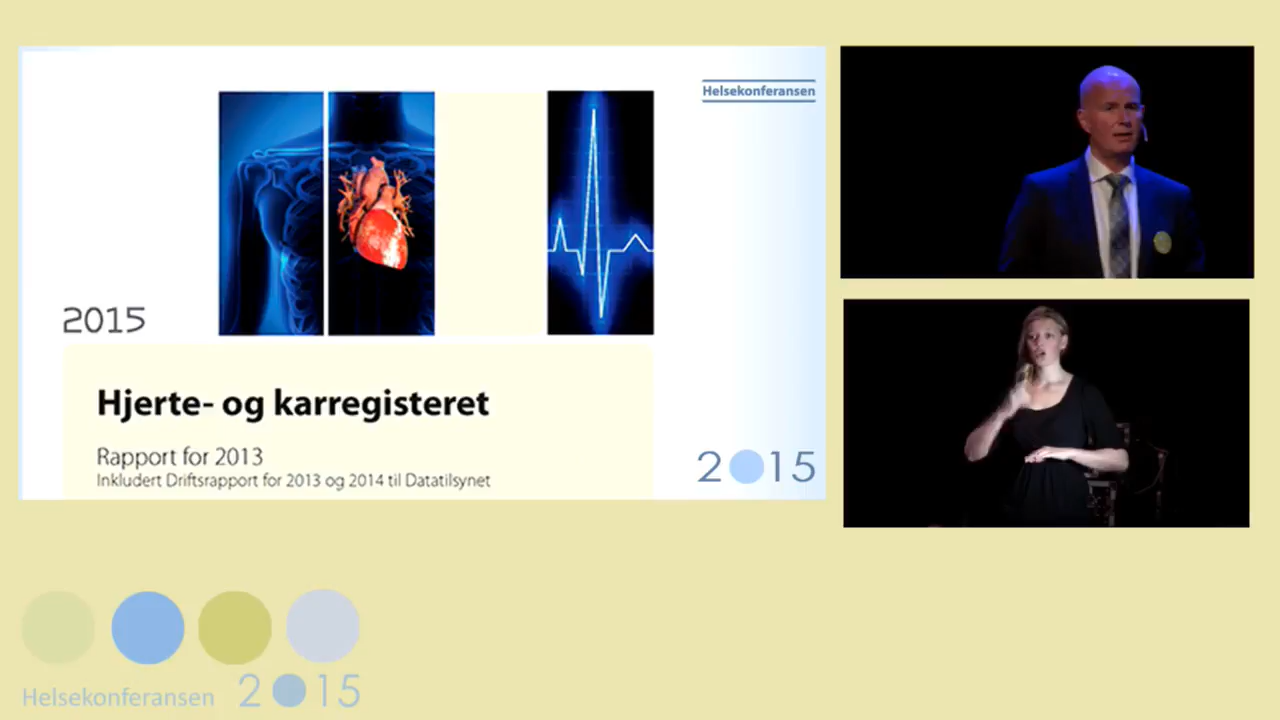 Helsekonferansen
2015
Hjerte- og karregisteret
Rapport for 2013
Inkludert Driftsrapport for 2013 og 2014 til Datatilsynet
2015
Helsekonferansen 2015